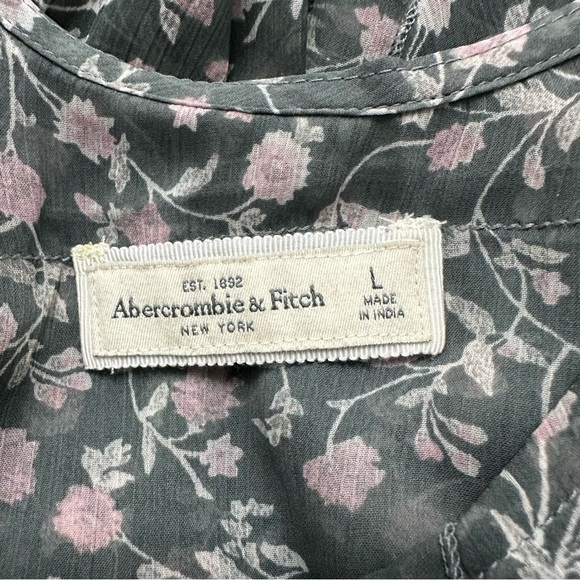 EST. 1892
Abercrombie & Fitch
NEW YORK
L
MADE
IN INDIA